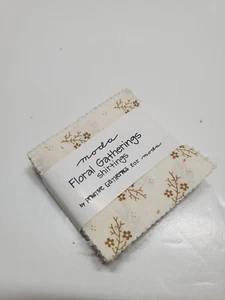 moda
Floral Gatherings
shirtings
by PRIMITIVE GATHERINGS for moda